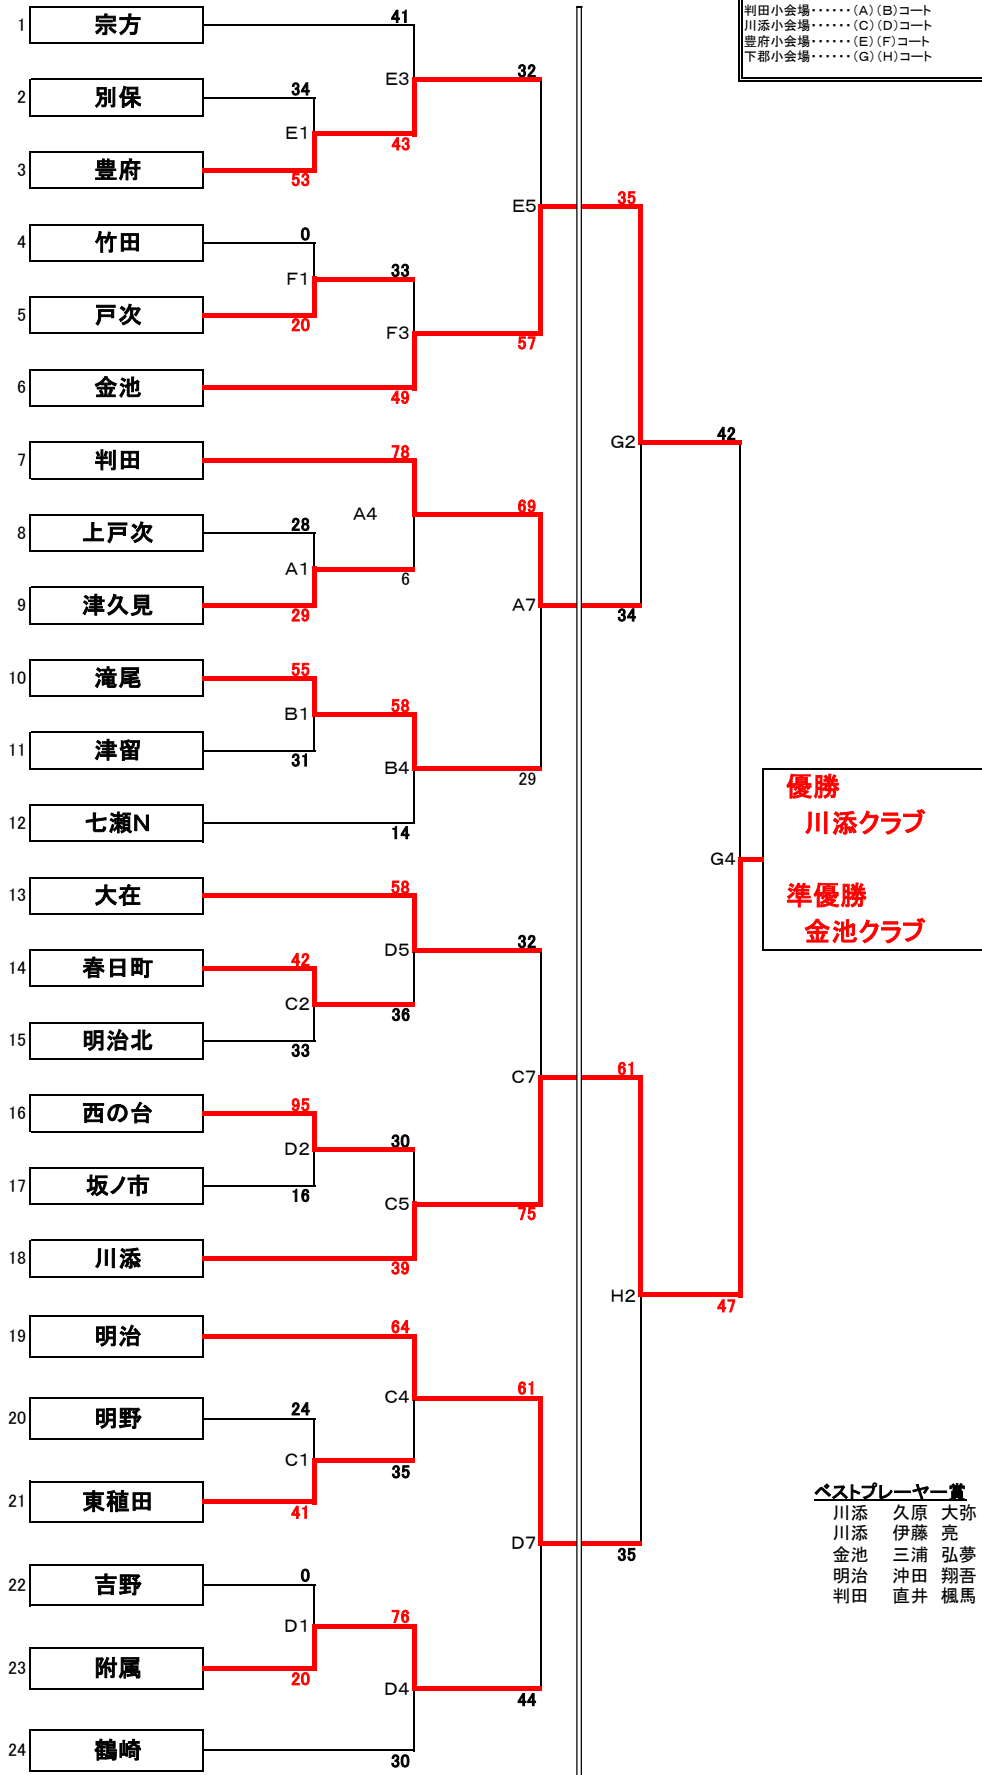 判田小会場‥‥‥(A)(B)コート
川添小会場‥‥‥(C)(D)コート
豊府小会場‥‥‥(E)(F)コート
下郡小会場‥‥‥(G)(H)コート
1 宗方 41
E3 32
2 別保 34
E1 43
3 豊府 53
E5 35
4 竹田 0
F1 33
5 戸次 20
F3 57
6 金池 49
G2 42
7 判田 78
A4 69
8 上戸次 28
A1 6
9 津久見 29
A7 34
10 滝尾 55
B1 58
11 津留 31
B4 29
12 七瀬N 14
優勝
川添クラブ
G4
準優勝
金池クラブ
13 大在 58
D5 32
14 春日町 42
C2 36
15 明治北 33
C7 61
16 西の台 95
D2 30
17 坂ノ市 16
C5 75
18 川添 39
H2 47
19 明治 64
C4 61
20 明野 24
C1 35
21 東稙田 41
D7 35
22 吉野 0
D1 76
23 附属 20
D4 44
24 鶴崎 30
ベストプレーヤー賞
川添 久原 大弥
川添 伊藤 亮
金池 三浦 弘夢
明治 沖田 翔吾
判田 直井 楓馬